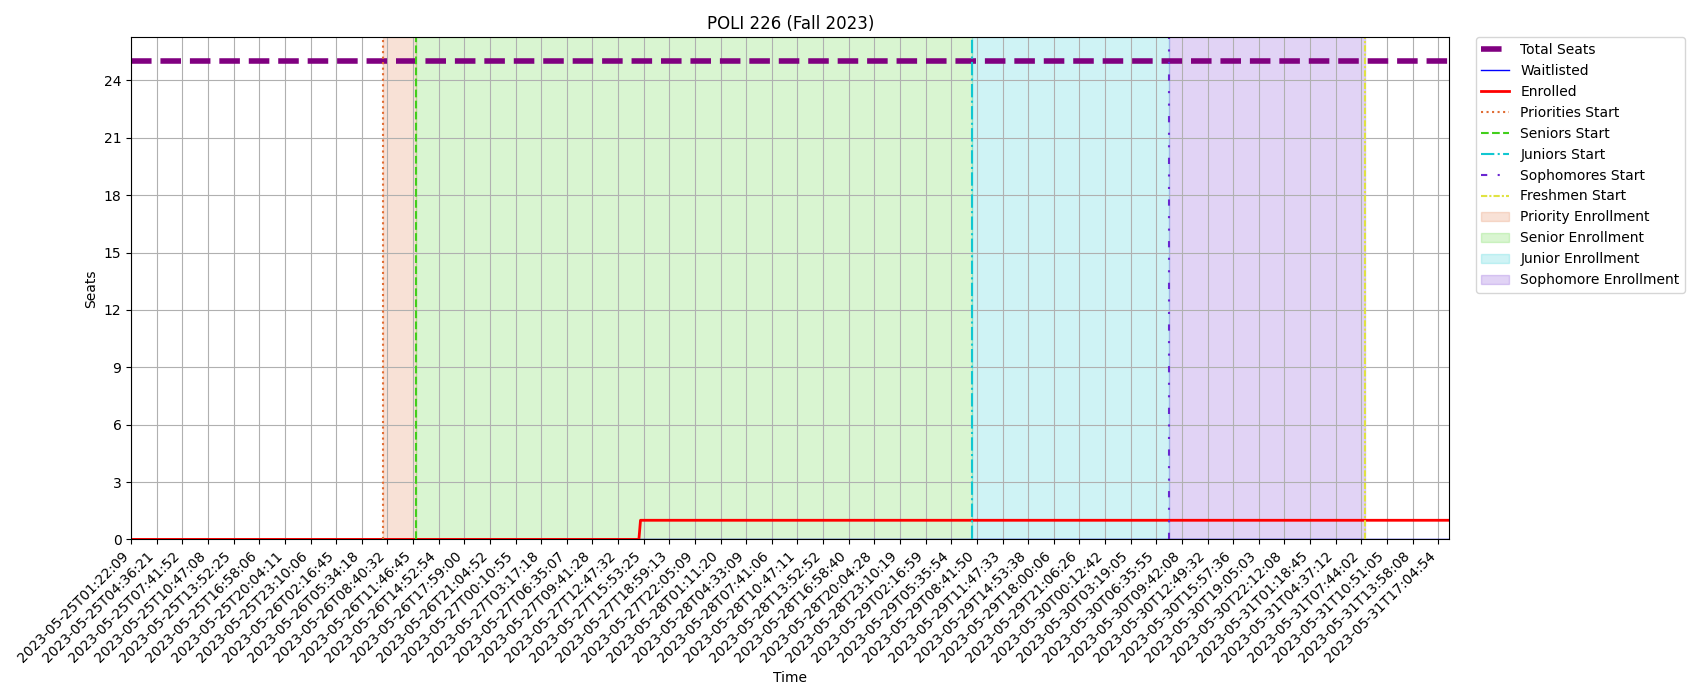 POLI 226 (Fall 2023)
Seats
24
21
18
15
12
9
6
3
0
2023-05-25T01:22:09
2023-05-25T04:36:21
2023-05-25T07:41:52
2023-05-25T10:47:08
2023-05-25T13:52:25
2023-05-25T16:58:06
2023-05-25T20:04:11
2023-05-25T23:10:06
2023-05-26T02:16:45
2023-05-26T05:34:18
2023-05-26T08:40:32
2023-05-26T11:46:45
2023-05-26T14:52:54
2023-05-26T17:59:00
2023-05-26T21:04:52
2023-05-27T00:10:55
2023-05-27T03:17:18
2023-05-27T06:35:07
2023-05-27T09:41:28
2023-05-27T12:47:32
2023-05-27T15:53:25
2023-05-27T18:59:13
2023-05-27T22:05:09
2023-05-28T01:11:20
2023-05-28T04:33:09
2023-05-28T07:41:06
2023-05-28T10:47:11
2023-05-28T13:52:52
2023-05-28T16:58:40
2023-05-28T20:04:28
2023-05-28T23:10:19
2023-05-29T02:16:59
2023-05-29T05:35:54
2023-05-29T08:41:50
2023-05-29T11:47:33
2023-05-29T14:53:38
2023-05-29T18:00:06
2023-05-29T21:06:26
2023-05-30T00:12:42
2023-05-30T03:19:05
2023-05-30T06:35:55
2023-05-30T09:42:08
2023-05-30T12:49:32
2023-05-30T15:57:36
2023-05-30T19:05:03
2023-05-30T22:12:08
2023-05-31T01:18:45
2023-05-31T04:37:12
2023-05-31T07:44:02
2023-05-31T10:51:05
2023-05-31T13:58:08
2023-05-31T17:04:54
Time
Total Seats
Waitlisted
Enrolled
Priorities Start
Seniors Start
Juniors Start
Sophomores Start
Freshmen Start
Priority Enrollment
Senior Enrollment
Junior Enrollment
Sophomore Enrollment